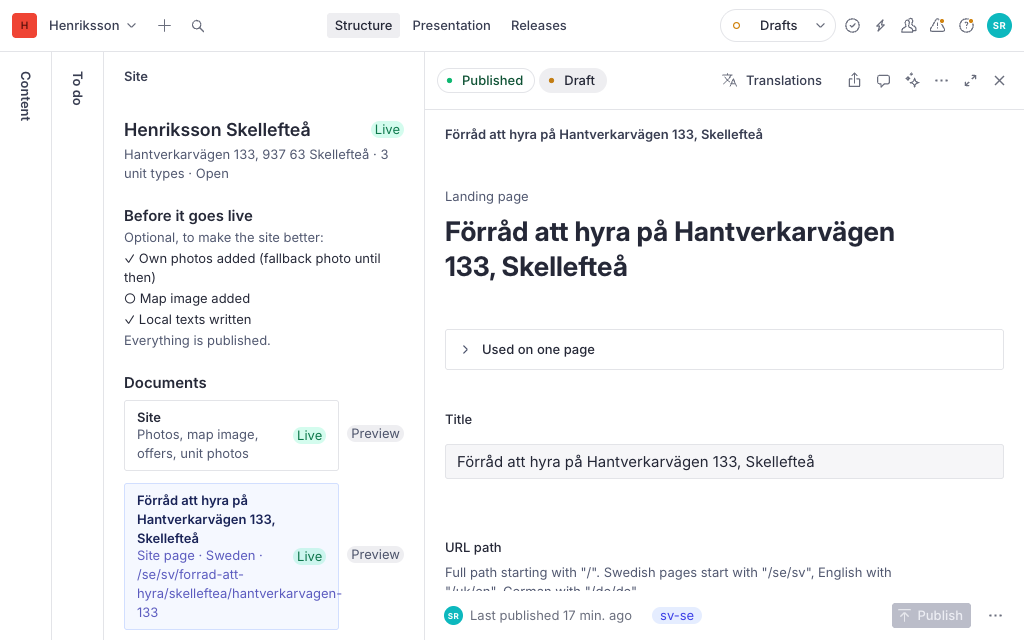 H
Henriksson
Structure
Presentation
Releases
Drafts
SR
Content
To do
Site
Henriksson Skellefteå
Live
Hantverkarvägen 133, 937 63 Skellefteå · 3
unit types · Open
Before it goes live
Optional, to make the site better:
✓ Own photos added (fallback photo until
then)
○ Map image added
✓ Local texts written
Everything is published.
Documents
Site
Photos, map image,
offers, unit photos
Live
Preview
Förråd att hyra på
Hantverkarvägen 133,
Skellefteå
Site page · Sweden ·
/se/sv/forrad-att-
hyra/skelleftea/hantverkarvagen-
133
Live
Preview
Published
Draft
Translations
Förråd att hyra på Hantverkarvägen 133, Skellefteå
Landing page
Förråd att hyra på Hantverkarvägen
133, Skellefteå
Used on one page
Title
Förråd att hyra på Hantverkarvägen 133, Skellefteå
URL path
Full path starting with "/". Swedish pages start with "/se/sv", English with
"/uk/en", German with "/de/de"
SR
Last published 17 min. ago
sv-se
Publish